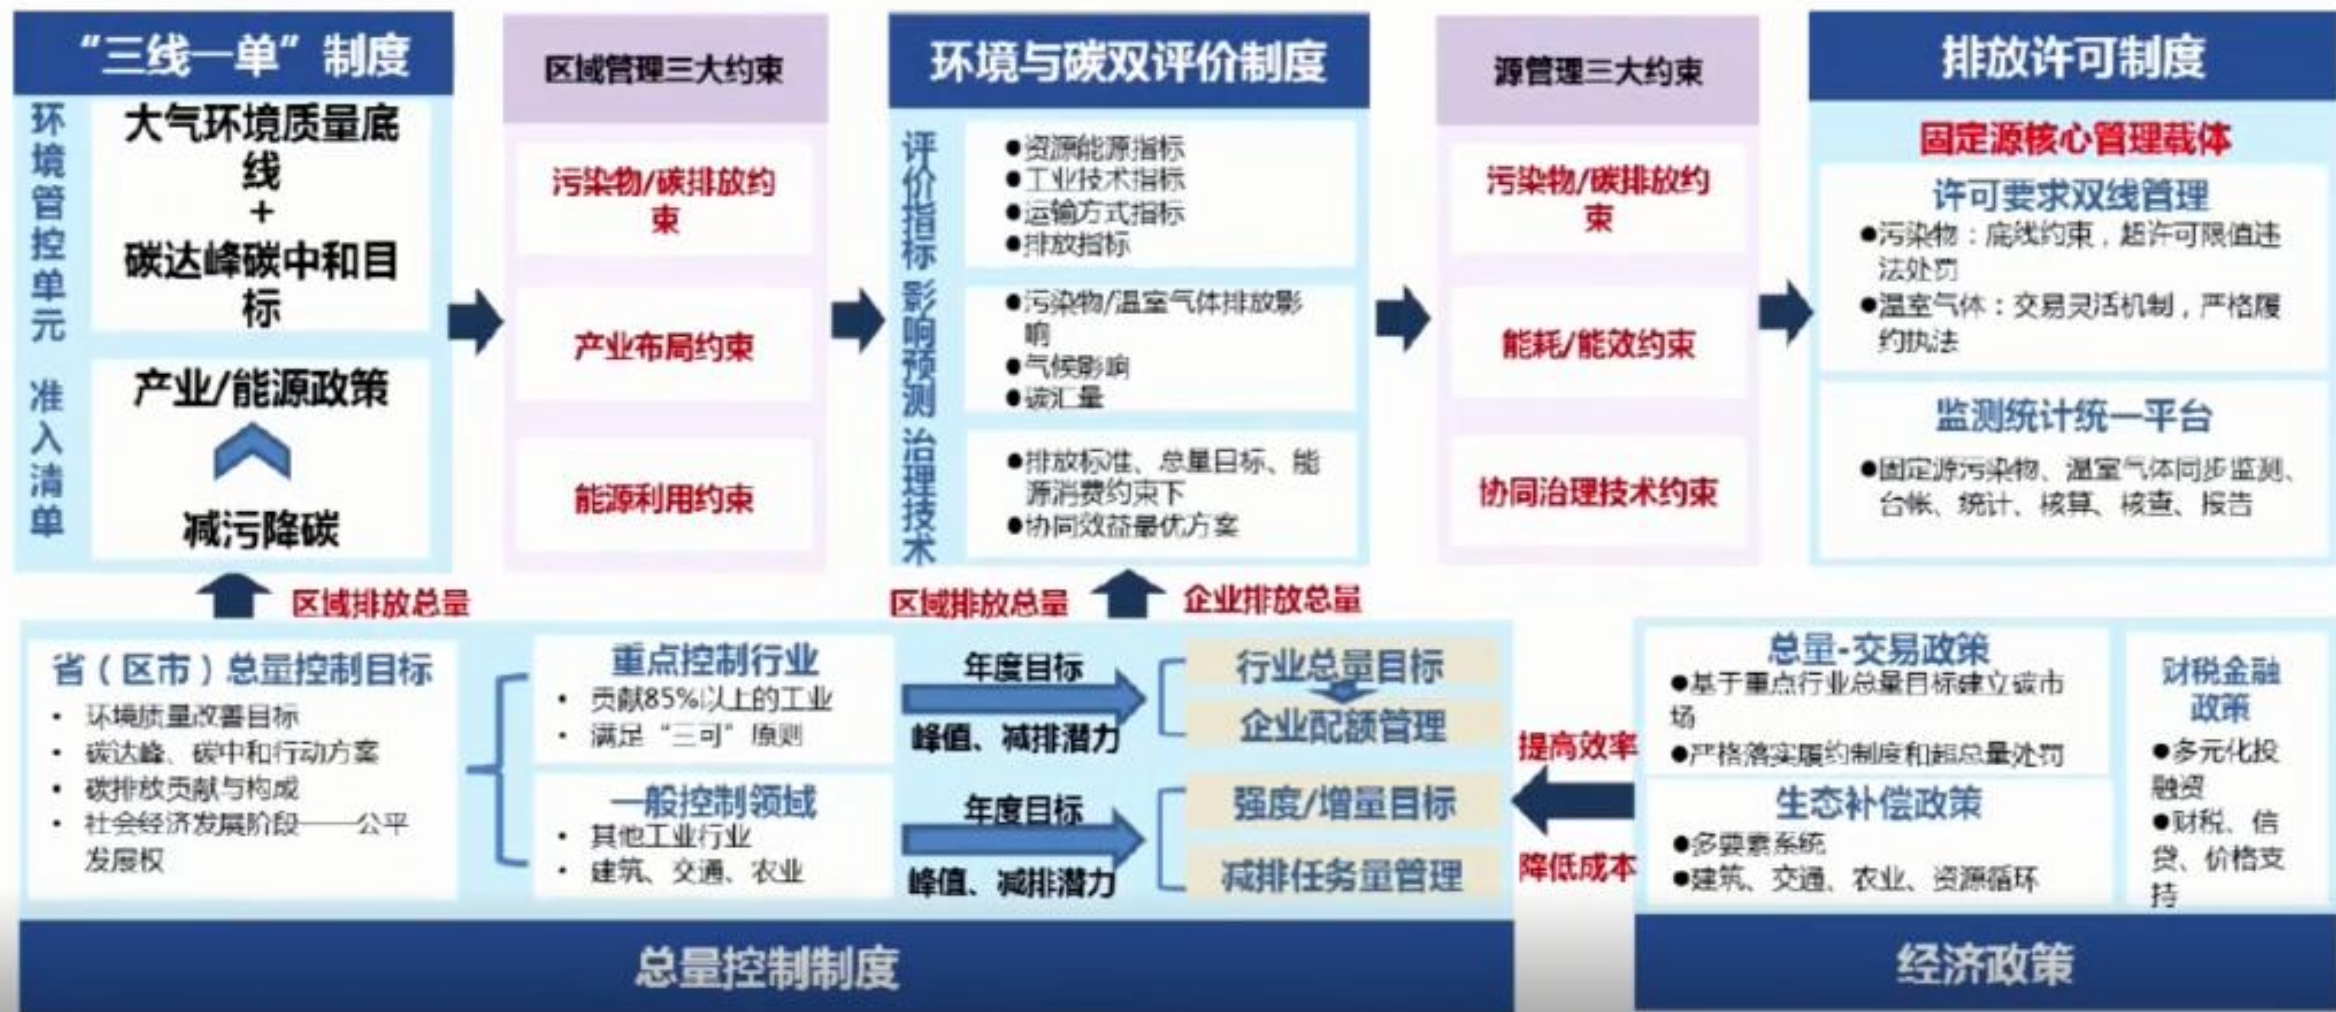 “三线一单”制度
环境管控单元
大气环境质量底
线
+
碳达峰碳中和目
标
准入清单
产业/能源政策
减污降碳
区域管理三大约束
污染物/碳排放约
束
产业布局约束
能源利用约束
环境与碳双评价制度
评价指标
●资源能源指标
●工业技术指标
●运输方式指标
●排放指标
影响预测
●污染物/温室气体排放影
响
●气候影响
●碳汇量
治理技术
●排放标准、总量目标、能
源消费约束下
●协同效益最优方案
源管理三大约束
污染物/碳排放约
束
能耗/能效约束
协同治理技术约束
排放许可制度
固定源核心管理载体
许可要求双线管理
●污染物：底线约束，超许可限值违
法处罚
●温室气体：交易灵活机制，严格履
约执法
监测统计统一平台
●固定源污染物、温室气体同步监测、
台帐、统计、核算、核查、报告
区域排放总量
区域排放总量
企业排放总量
省（区市）总量控制目标
• 环境质量改善目标
• 碳达峰、碳中和行动方案
• 碳排放贡献与构成
• 社会经济发展阶段——公平
发展权
重点控制行业
• 贡献85%以上的工业
• 满足“三可”原则
一般控制领域
• 其他工业行业
• 建筑、交通、农业
年度目标
峰值、减排潜力
年度目标
峰值、减排潜力
行业总量目标
企业配额管理
强度/增量目标
减排任务量管理
总量控制制度
提高效率
降低成本
总量-交易政策
●基于重点行业总量目标建立碳市
场
●严格落实履约制度和超总量处罚
生态补偿政策
●多要素系统
●建筑、交通、农业、资源循环
财税金融
政策
●多元化投
融资
●财税、信
贷、价格支
持
经济政策